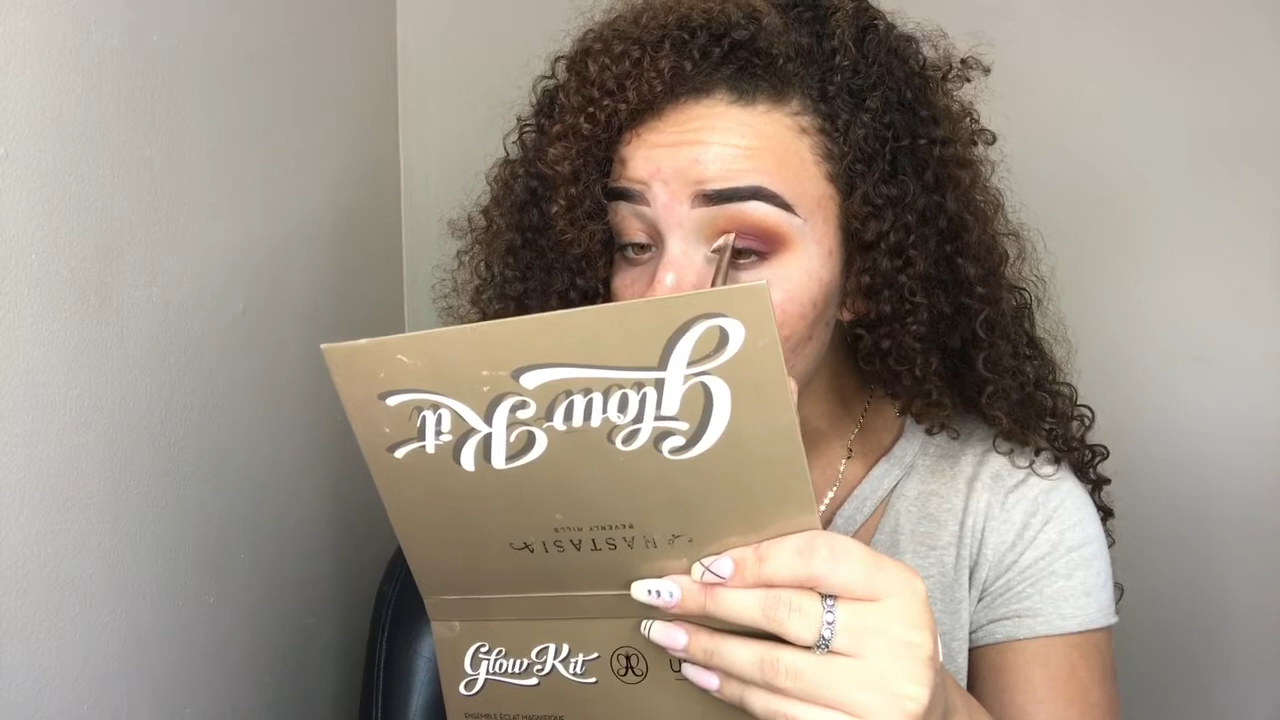 Glow Kit
ANASTASIA
BEVERLY HILLS
Glow Kit
ENSEMBLE ÉCLAT MAGNIFIQUE